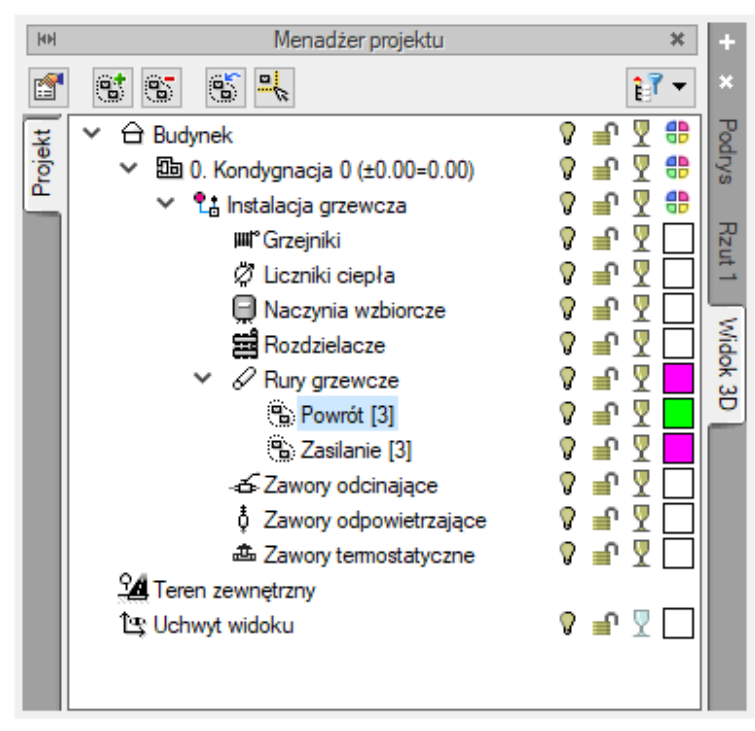 Menadżer projektu
Projekt
Budynek
0. Kondygnacja 0 (±0.00=0.00)
Instalacja grzewcza
Grzejniki
Liczniki ciepła
Naczynia wzbiorcze
Rozdzielacze
Rury grzewcze
Powrót [3]
Zasilanie [3]
Zawory odcinające
Zawory odpowietrzające
Zawory termostatyczne
Teren zewnętrzny
Uchwyt widoku
Podrys
Rzut 1
Widok 3D